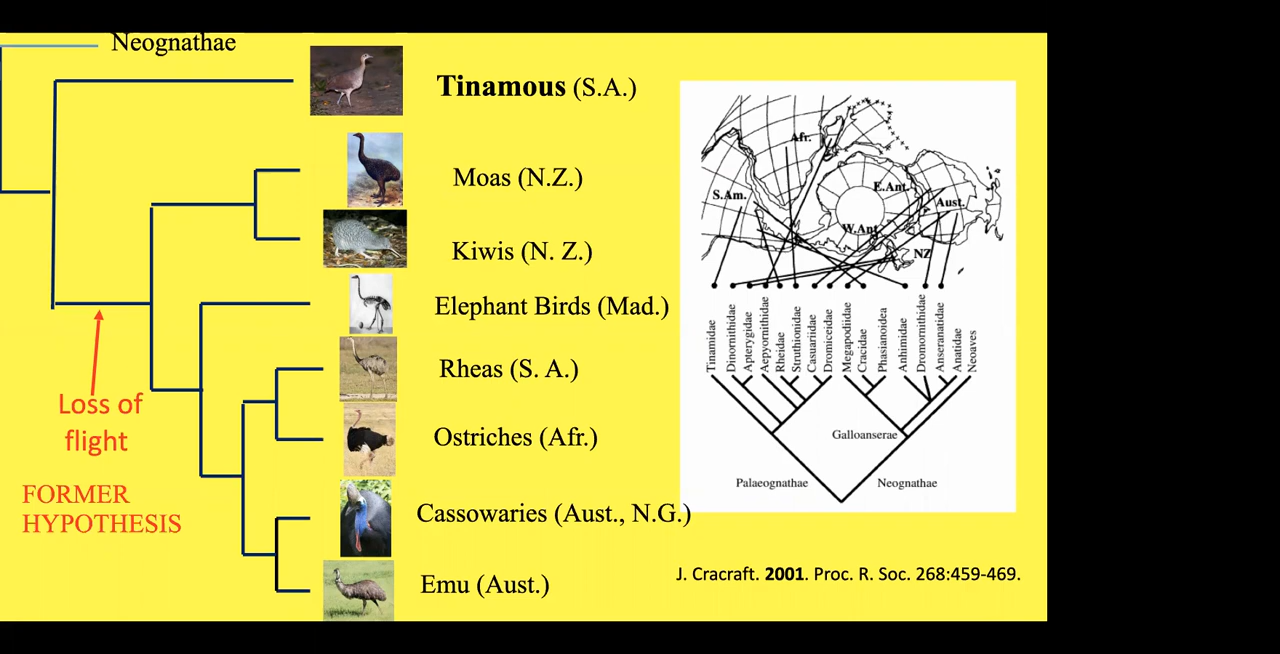 Neognathae
Tinamous (S.A.)
Moas (N.Z.)
Kiwis (N. Z.)
Elephant Birds (Mad.)
Rheas (S. A.)
Ostriches (Afr.)
Cassowaries (Aust., N.G.)
Emu (Aust.)
Loss of
flight
FORMER
HYPOTHESIS
Afr.
S.Am.
E.Ant.
Aust.
W.Ant.
NZ
Tinamidae
Dinornithidae
Apterygidae
Aepyornithidae
Rheidae
Struthionidae
Casuariidae
Dromiceidae
Megapodiidae
Cracidae
Phasianoidea
Anhimidae
Dromornithidae
Anseranatidae
Anatidae
Neoaves
Galloanserae
Palaeognathae
Neognathae
J. Cracraft. 2001. Proc. R. Soc. 268:459-469.